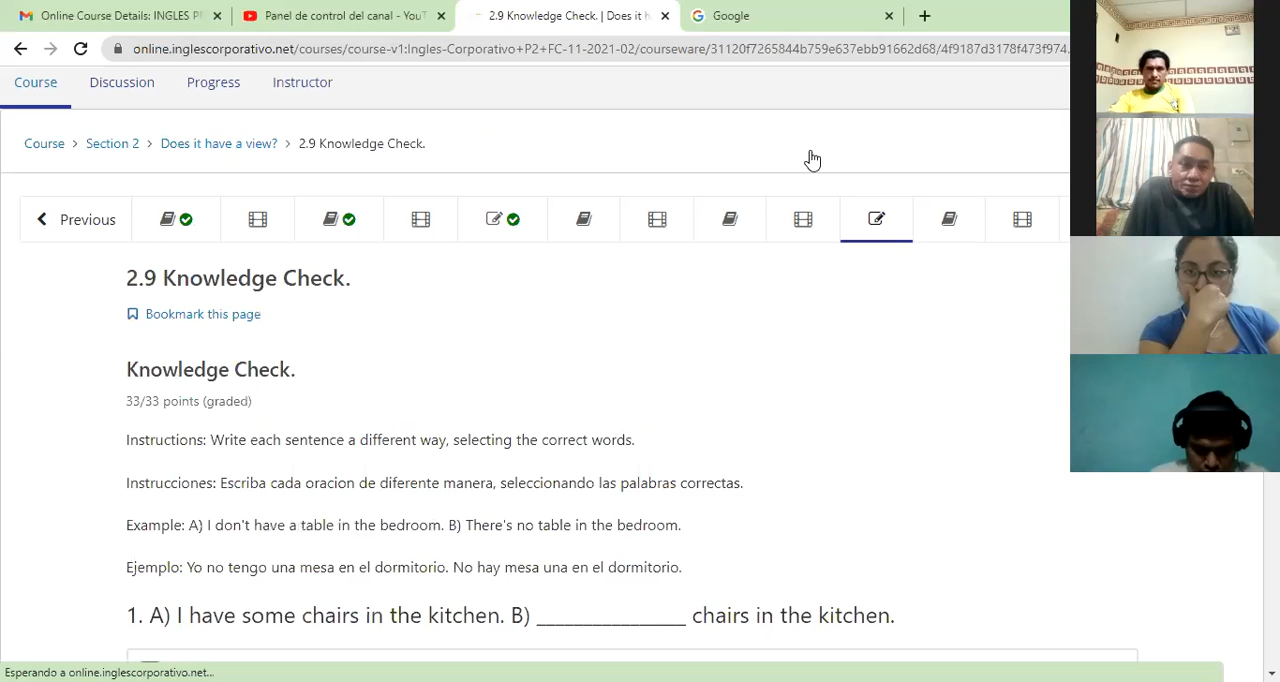 Online Course Details: INGLES P
Panel de control del canal - YouT
2.9 Knowledge Check. | Does it h
Google
online.inglescorporativo.net/courses/course-v1:Ingles-Corporativo+P2+FC-11-2021-02/courseware/31120f7265844b759e637ebb91662d68/4f9187d3178f473f974.
Course Discussion Progress Instructor
Course > Section 2 > Does it have a view? > 2.9 Knowledge Check.
Previous
2.9 Knowledge Check.
Bookmark this page
Knowledge Check.
33/33 points (graded)
Instructions: Write each sentence a different way, selecting the correct words.
Instrucciones: Escriba cada oracion de diferente manera, seleccionando las palabras correctas.
Example: A) I don't have a table in the bedroom. B) There's no table in the bedroom.
Ejemplo: Yo no tengo una mesa en el dormitorio. No hay mesa una en el dormitorio.
1. A) I have some chairs in the kitchen. B) _______________ chairs in the kitchen.
Esperando a online.inglescorporativo.net...